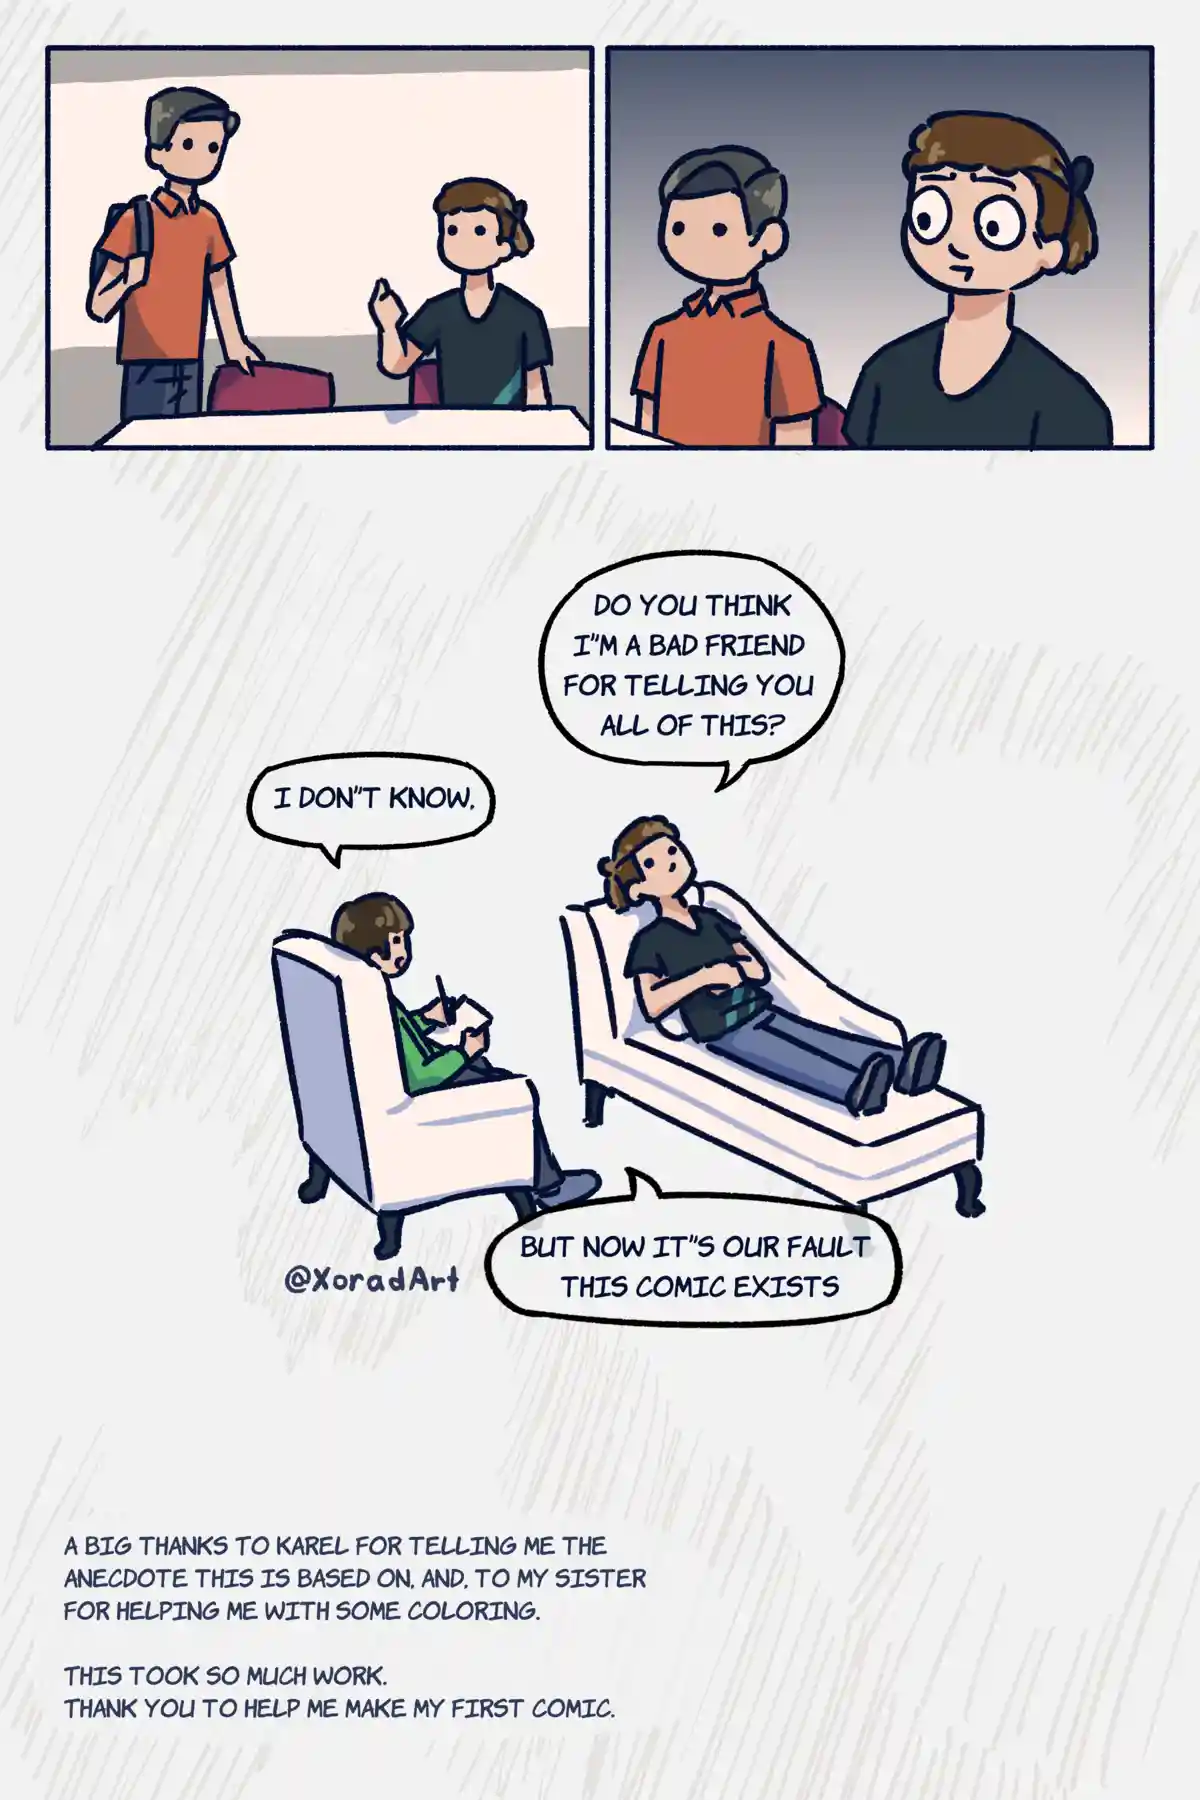 DO YOU THINK
I"M A BAD FRIEND
FOR TELLING YOU
ALL OF THIS?
I DON"T KNOW.
BUT NOW IT"S OUR FAULT
THIS COMIC EXISTS
@XoradArt
A BIG THANKS TO KAREL FOR TELLING ME THE
ANECDOTE THIS IS BASED ON, AND, TO MY SISTER
FOR HELPING ME WITH SOME COLORING.
THIS TOOK SO MUCH WORK.
THANK YOU TO HELP ME MAKE MY FIRST COMIC.